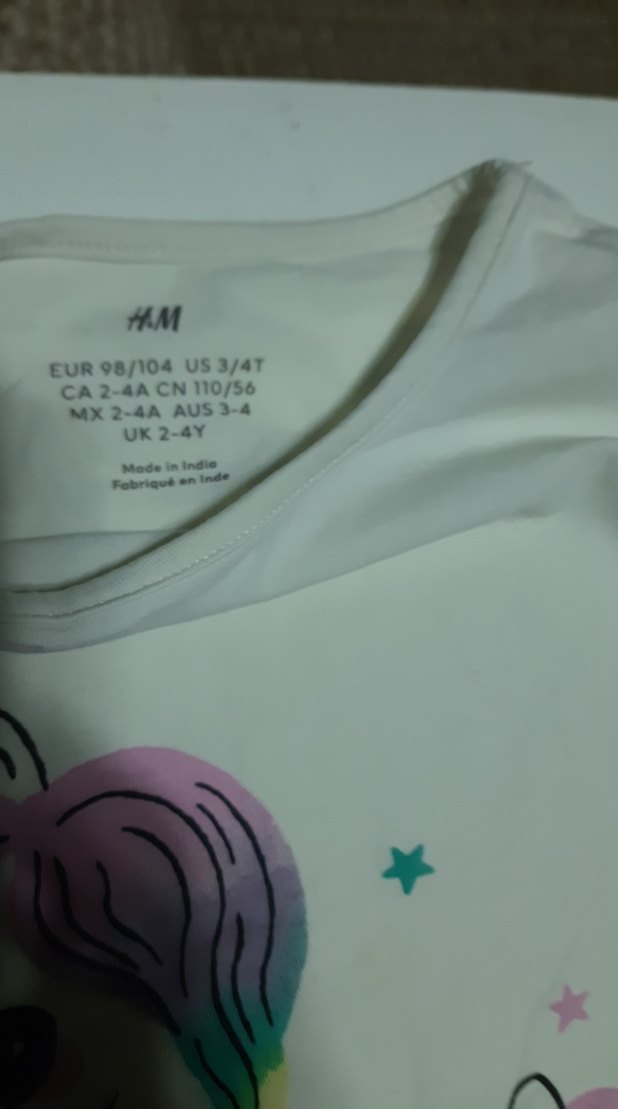 H&M
EUR 98/104 US 3/4T
CA 2-4A CN 110/56
MX 2-4A AUS 3-4
UK 2-4Y
Made in India
Fabriqué en Inde